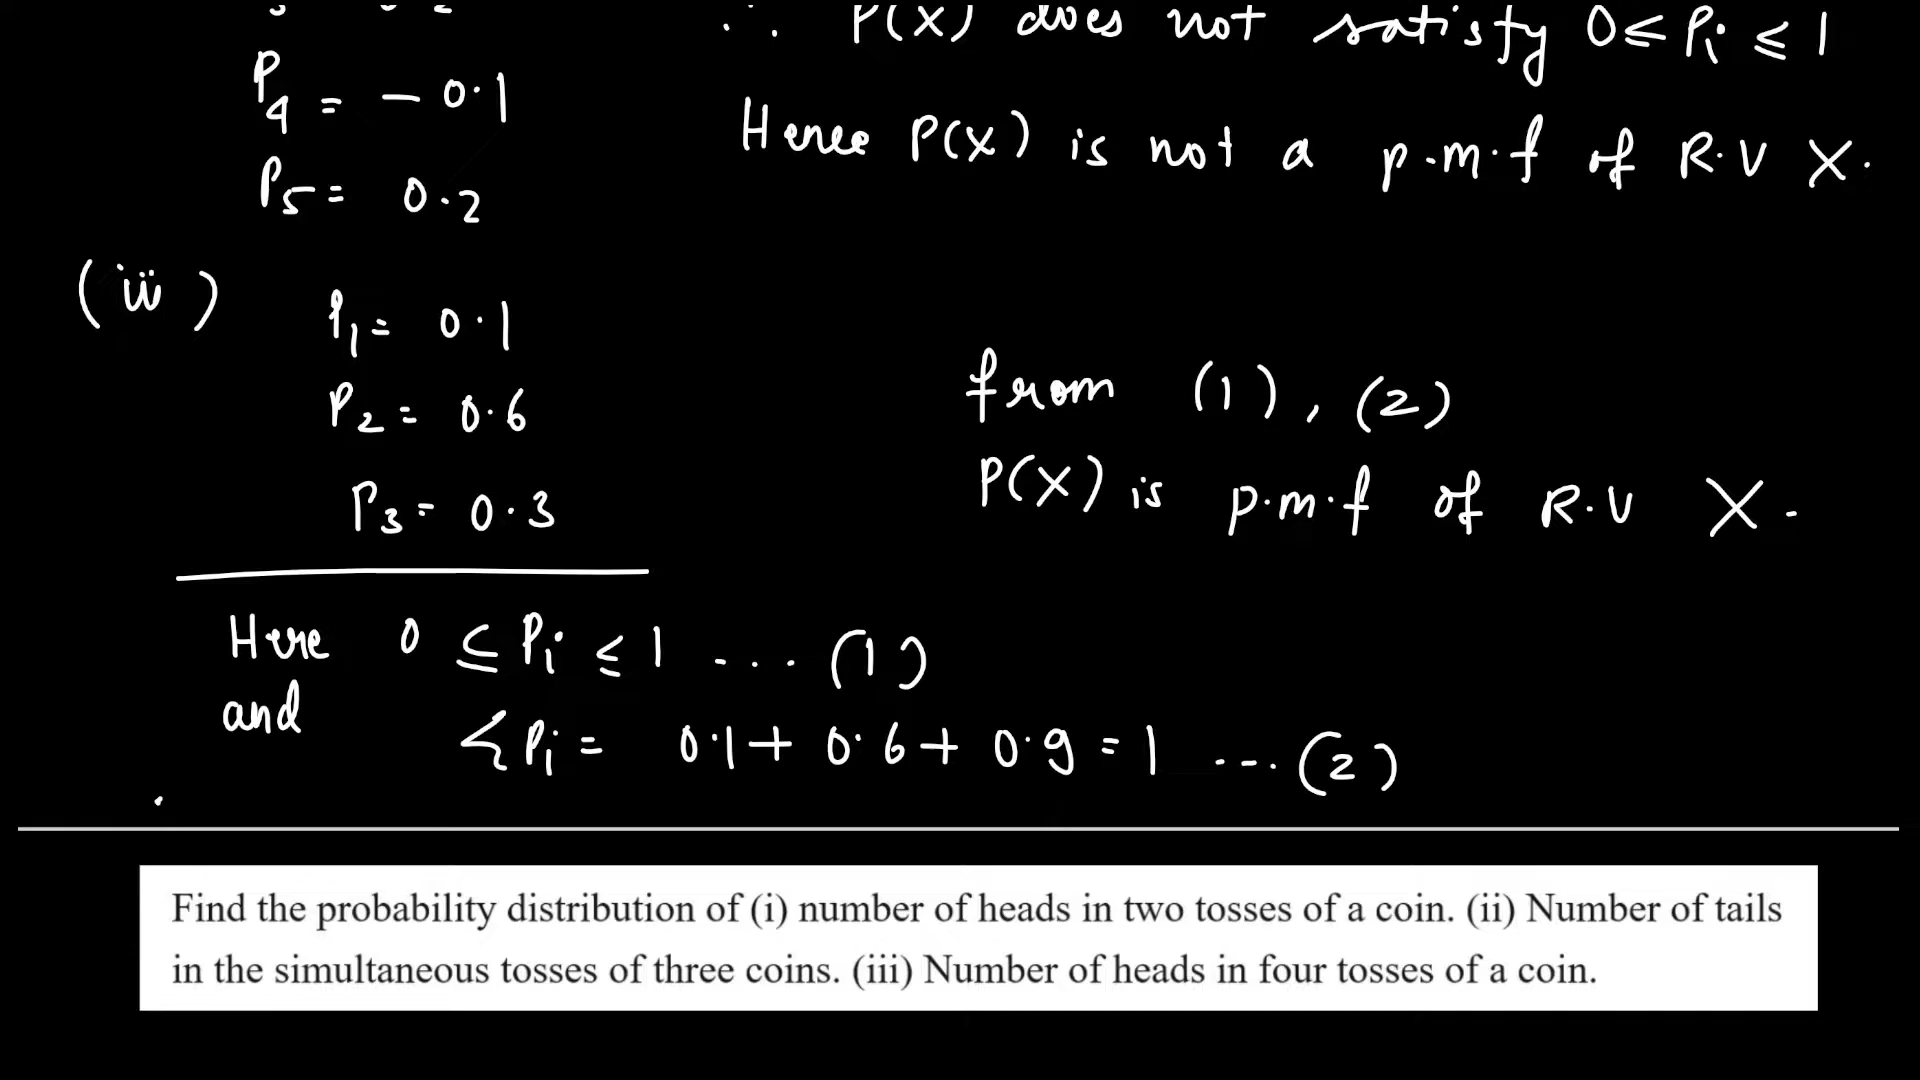 ∴ P(X) does not satisfy 0 ≤ Pi ≤ 1
P4 = - 0.1
Hence P(X) is not a p.m.f of R.V X.
P5 = 0.2
(iii)
P1 = 0.1
P2 = 0.6
P3 = 0.3
from (1), (2)
P(X) is p.m.f of R.V X.
Here 0 ≤ Pi ≤ 1 ... (1)
and
Σ Pi = 0.1 + 0.6 + 0.9 = 1 ... (2)
Find the probability distribution of (i) number of heads in two tosses of a coin. (ii) Number of tails
in the simultaneous tosses of three coins. (iii) Number of heads in four tosses of a coin.